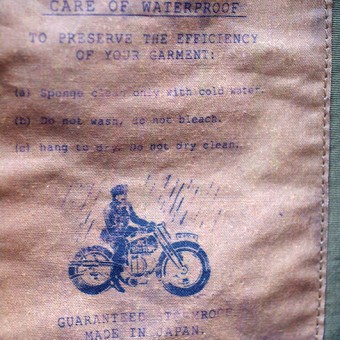 CARE OF WATERPROOF
TO PRESERVE THE EFFICIENCY
OF YOUR GARMENT:
(a) Sponge clean only with cold water.
(b) Do not wash, do not bleach.
(c) hang to dry. Do not dry clean.
GUARANTEED
MADE IN JAPAN.